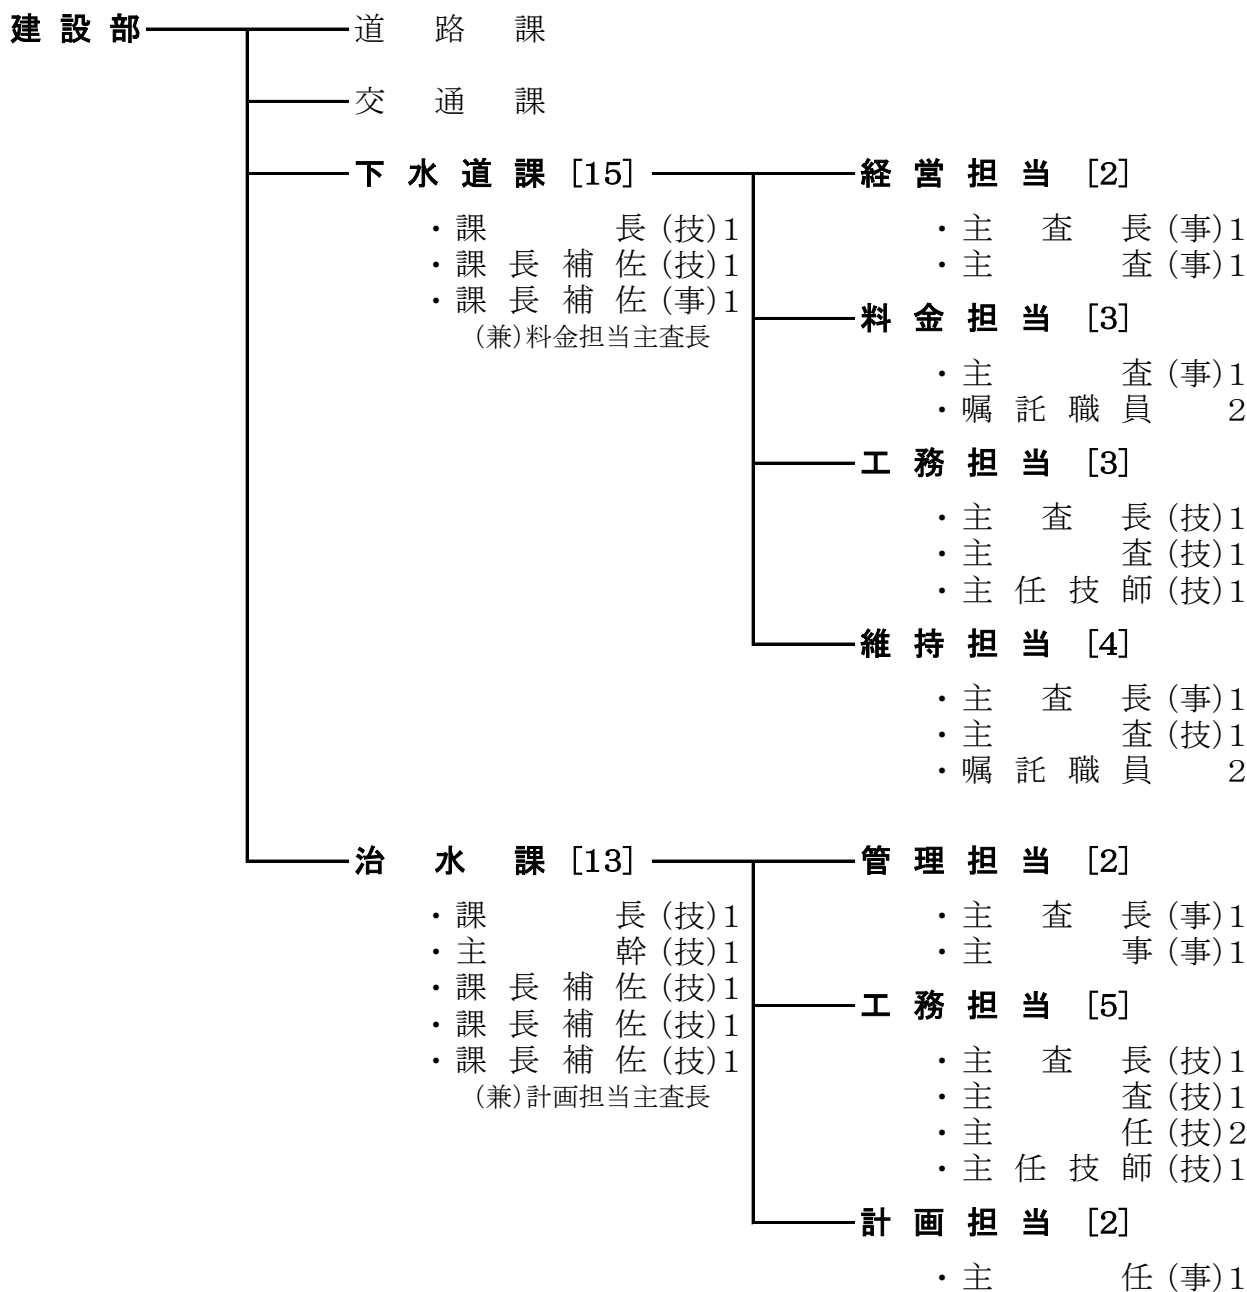 建設部 道路課
交通課
下水道課 [15] 経営担当 [2]
・課長(技)1 ・主査長(事)1
・課長補佐(技)1 ・主査(事)1
・課長補佐(事)1
(兼)料金担当主査長 料金担当 [3]
・主査(事)1
・嘱託職員 2
工務担当 [3]
・主査長(技)1
・主査(技)1
・主任技師(技)1
維持担当 [4]
・主査長(事)1
・主査(技)1
・嘱託職員 2
治水課 [13] 管理担当 [2]
・課長(技)1 ・主査長(事)1
・主幹(技)1 ・主事(事)1
・課長補佐(技)1
・課長補佐(技)1 工務担当 [5]
・課長補佐(技)1 ・主査長(技)1
(兼)計画担当主査長 ・主査(技)1
・主任(技)2
・主任技師(技)1
計画担当 [2]
・主任(事)1